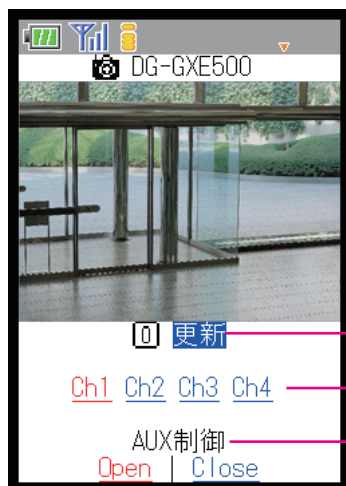 DG-GXE500
0 更新
Ch1 Ch2 Ch3 Ch4
AUX制御
Open | Close